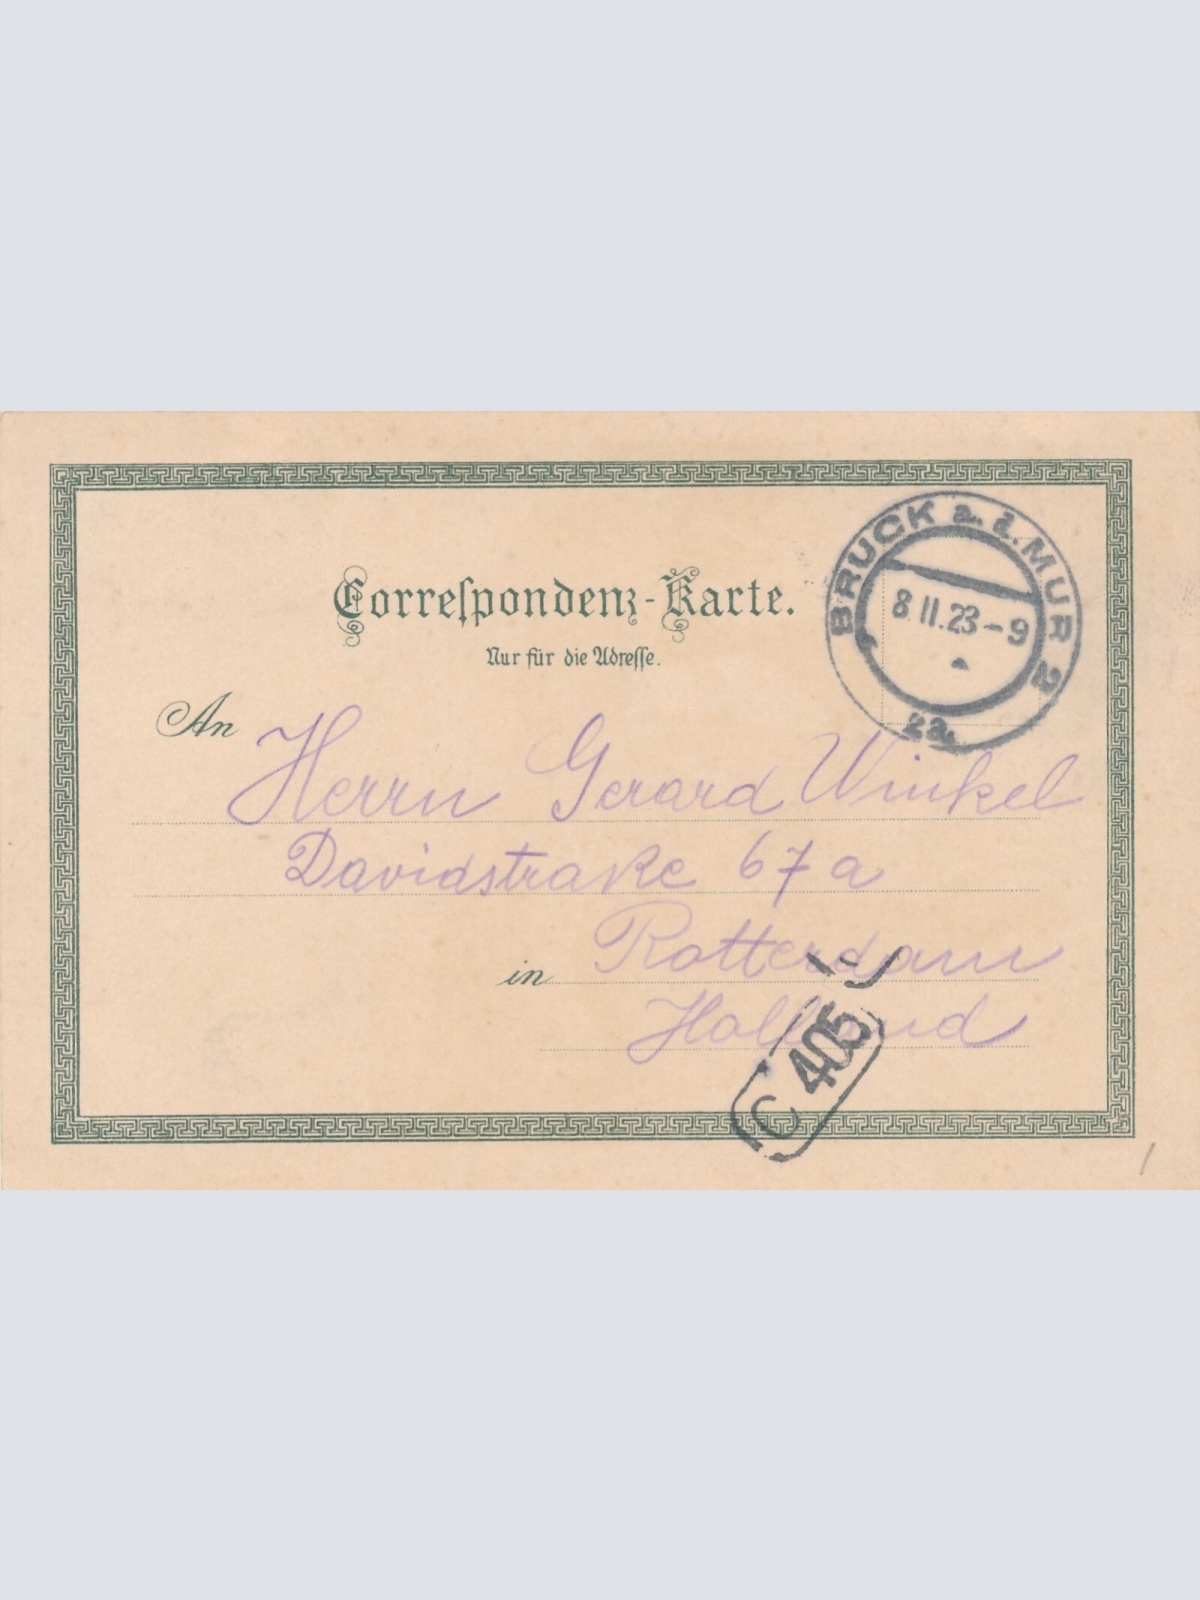 BRUCK a. d. MUR 2
8 II. 23-9
2a
Correspondenz-Karte.
Nur für die Adresse.
An Herrn Gerard Winkel
Davidstraße 67a
in Rotterdam
Holland
C 405